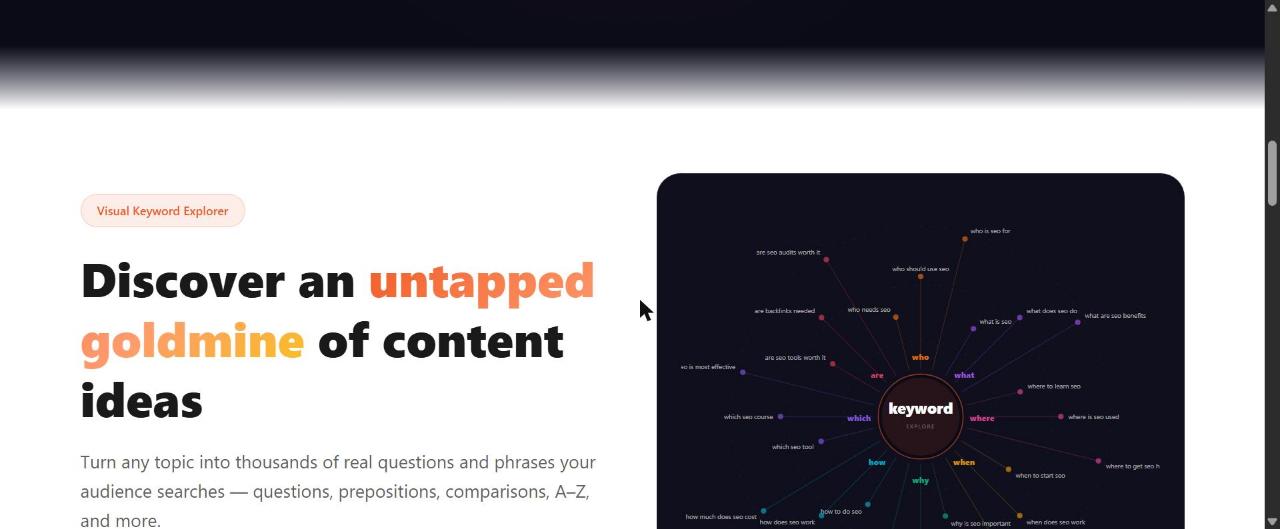 Visual Keyword Explorer
Discover an untapped
goldmine of content
ideas
Turn any topic into thousands of real questions and phrases your
audience searches — questions, prepositions, comparisons, A–Z,
and more.
who is seo for
are seo audits worth it
who should use seo
are backlinks needed
who needs seo
what is seo
what does seo do
what are seo benefits
are seo tools worth it
who
so is most effective
are
what
where to learn seo
keyword
EXPLORE
which seo course
which
where
where is seo used
which seo tool
how
when
where to get seo h
why
when to start seo
how much does seo cost
how to do seo
how does seo work
why is seo important
when does seo work